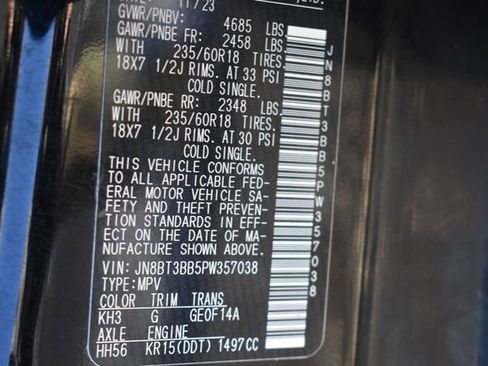 11/23
GVWR/PNBV: 4685 LBS.
GAWR/PNBE FR: 2458 LBS.
WITH 235/60R18 TIRES.
18X7 1/2J RIMS. AT 33 PSI
COLD SINGLE.
GAWR/PNBE RR: 2348 LBS.
WITH 235/60R18 TIRES.
18X7 1/2J RIMS. AT 30 PSI
COLD SINGLE.
THIS VEHICLE CONFORMS
TO ALL APPLICABLE FED-
ERAL MOTOR VEHICLE SA-
FETY AND THEFT PREVEN-
TION STANDARDS IN EFF-
ECT ON THE DATE OF MA-
NUFACTURE SHOWN ABOVE.
VIN: JN8BT3BB5PW357038
TYPE:MPV
COLOR TRIM TRANS
KH3 G GE0F14A
AXLE ENGINE
HH56 KR15(DDT) 1497CC
JN8BT3BB5PW357038